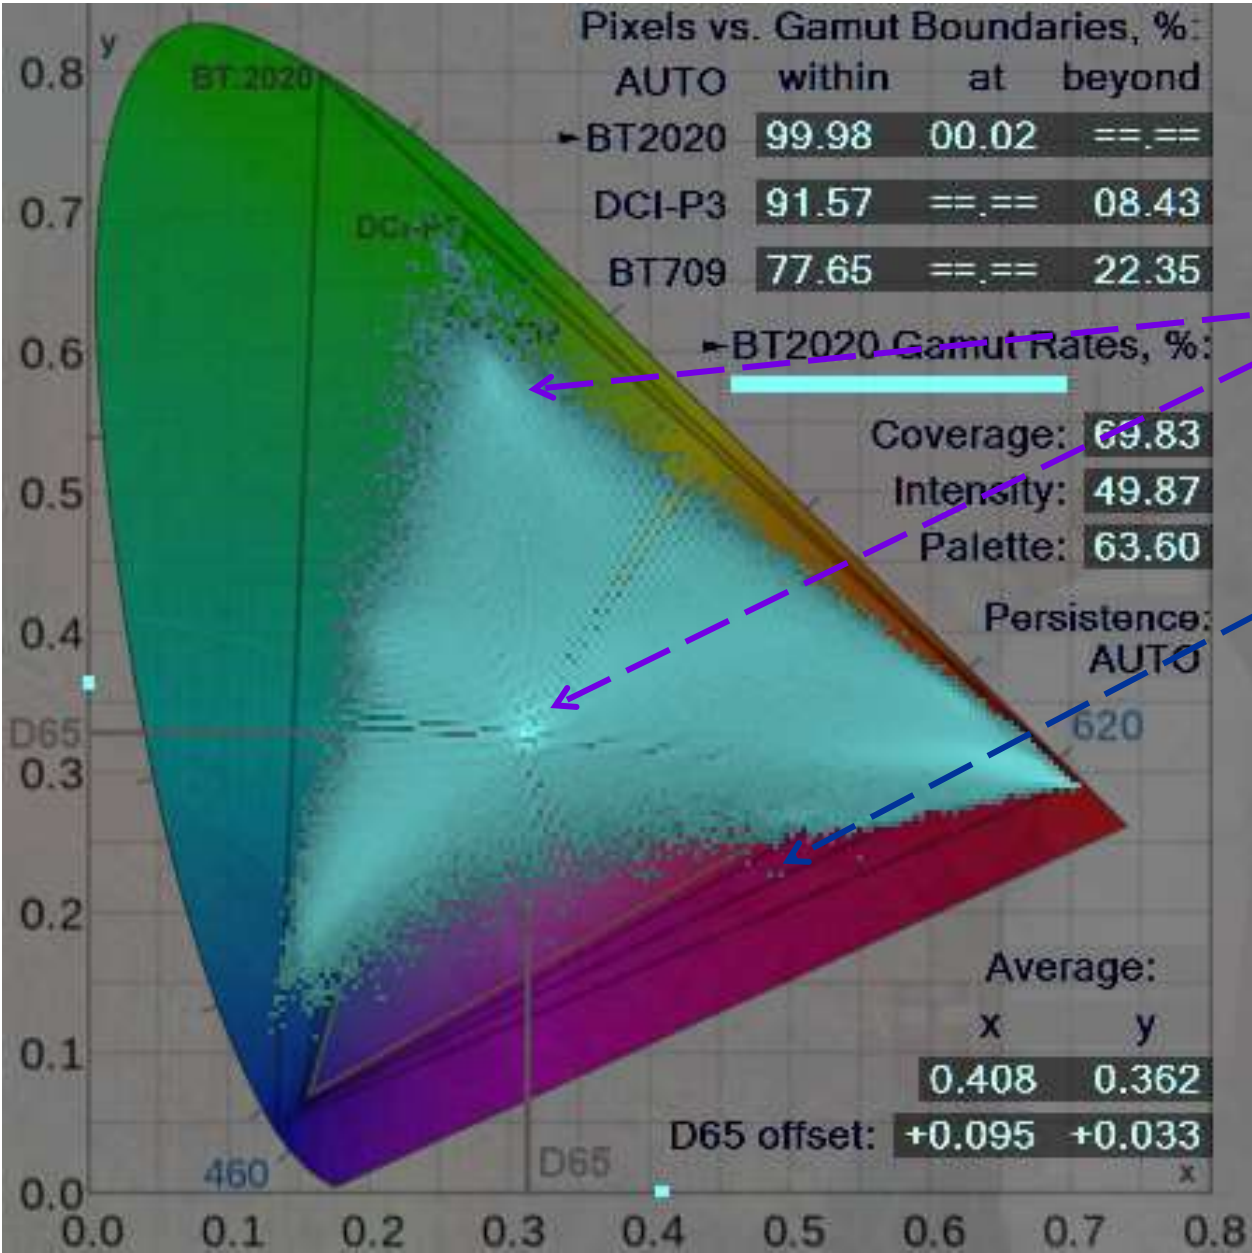 Pixels vs. Gamut Boundaries, %:
AUTO within at beyond
►BT2020 99.98 00.02 ==.==
DCI-P3 91.57 ==.== 08.43
BT709 77.65 ==.== 22.35
►BT2020 Gamut Rates, %:
Coverage: 69.83
Intensity: 49.87
Palette: 63.60
Persistence:
AUTO
620
Average:
x y
0.408 0.362
D65 offset: +0.095 +0.033
y
0.8
BT.2020
0.7
DCI-P3
0.6
0.5
0.4
D65
0.3
0.2
0.1
460
D65
x
0.0
0.0 0.1 0.2 0.3 0.4 0.5 0.6 0.7 0.8